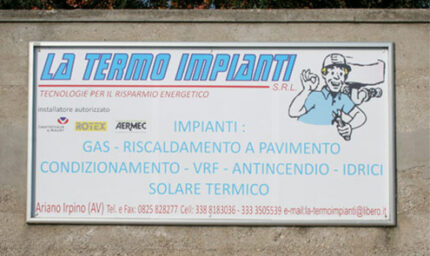 LA TERMO IMPIANTI
S.R.L.
TECNOLOGIE PER IL RISPARMIO ENERGETICO
installatore autorizzato
ROTEX AERMEC
IMPIANTI :
GAS - RISCALDAMENTO A PAVIMENTO
CONDIZIONAMENTO - VRF - ANTINCENDIO - IDRICI
SOLARE TERMICO
Ariano Irpino (AV) Tel. e Fax: 0825 828277 Cell: 338 8183036 - 333 3505539 e-mail:la-termoimpianti@libero.it